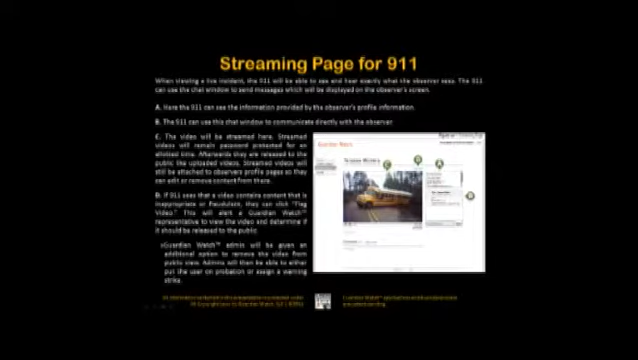 Streaming Page for 911
When viewing a live incident, the 911 will be able to see and hear exactly what the observer sees. The 911
can use the chat window to send messages which will be displayed on the observer's screen.
A. Here the 911 can see the information provided by the observer's profile information.
B. The 911 can use this chat window to communicate directly with the observer.
C. The video will be streamed here. Streamed
videos will remain password protected for an
allotted time. Afterwards they are released to
the public like uploaded videos. Streamed videos will
still be attached to observers profile pages so they
can edit or remove content from there.
D. If 911 sees that a video contains content that is
inappropriate or fraudulent, they can click "Flag
Video." This will alert a Guardian Watch™
representative to view the video and determine if
it should be released to the public.
Guardian Watch™ admin will be given an
additional option to remove the video from
public view. Admins will then be able to either
put the user on probation or assign a warning
strike.
Guardian Watch